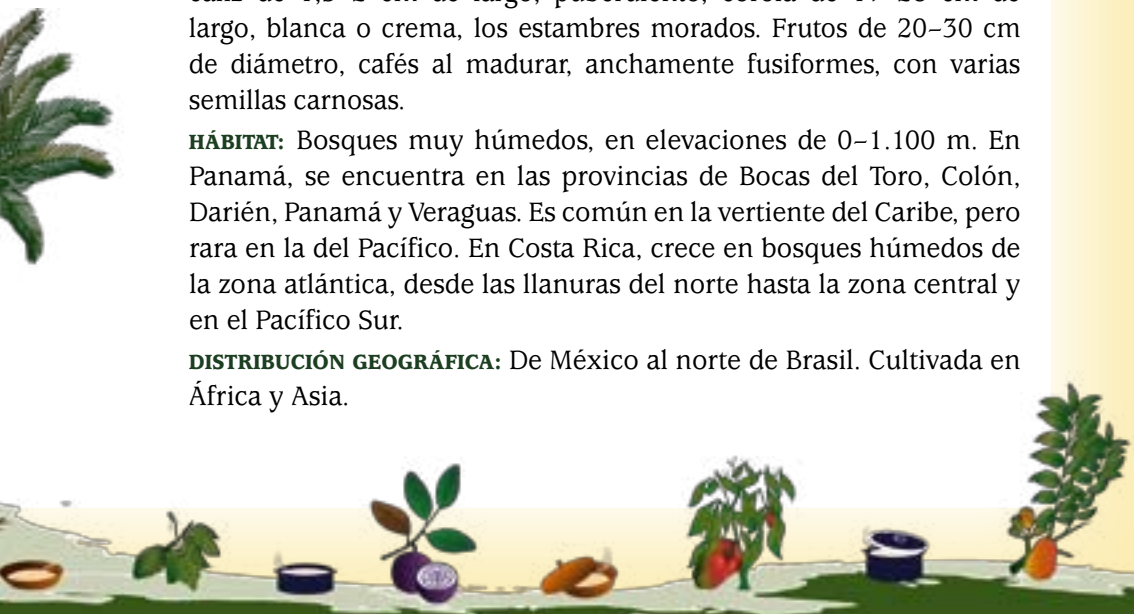 largo, blanca o crema, los estambres morados. Frutos de 20–30 cm
de diámetro, cafés al madurar, anchamente fusiformes, con varias
semillas carnosas.
HÁBITAT: Bosques muy húmedos, en elevaciones de 0–1.100 m. En
Panamá, se encuentra en las provincias de Bocas del Toro, Colón,
Darién, Panamá y Veraguas. Es común en la vertiente del Caribe, pero
rara en la del Pacífico. En Costa Rica, crece en bosques húmedos de
la zona atlántica, desde las llanuras del norte hasta la zona central y
en el Pacífico Sur.
DISTRIBUCIÓN GEOGRÁFICA: De México al norte de Brasil. Cultivada en
África y Asia.